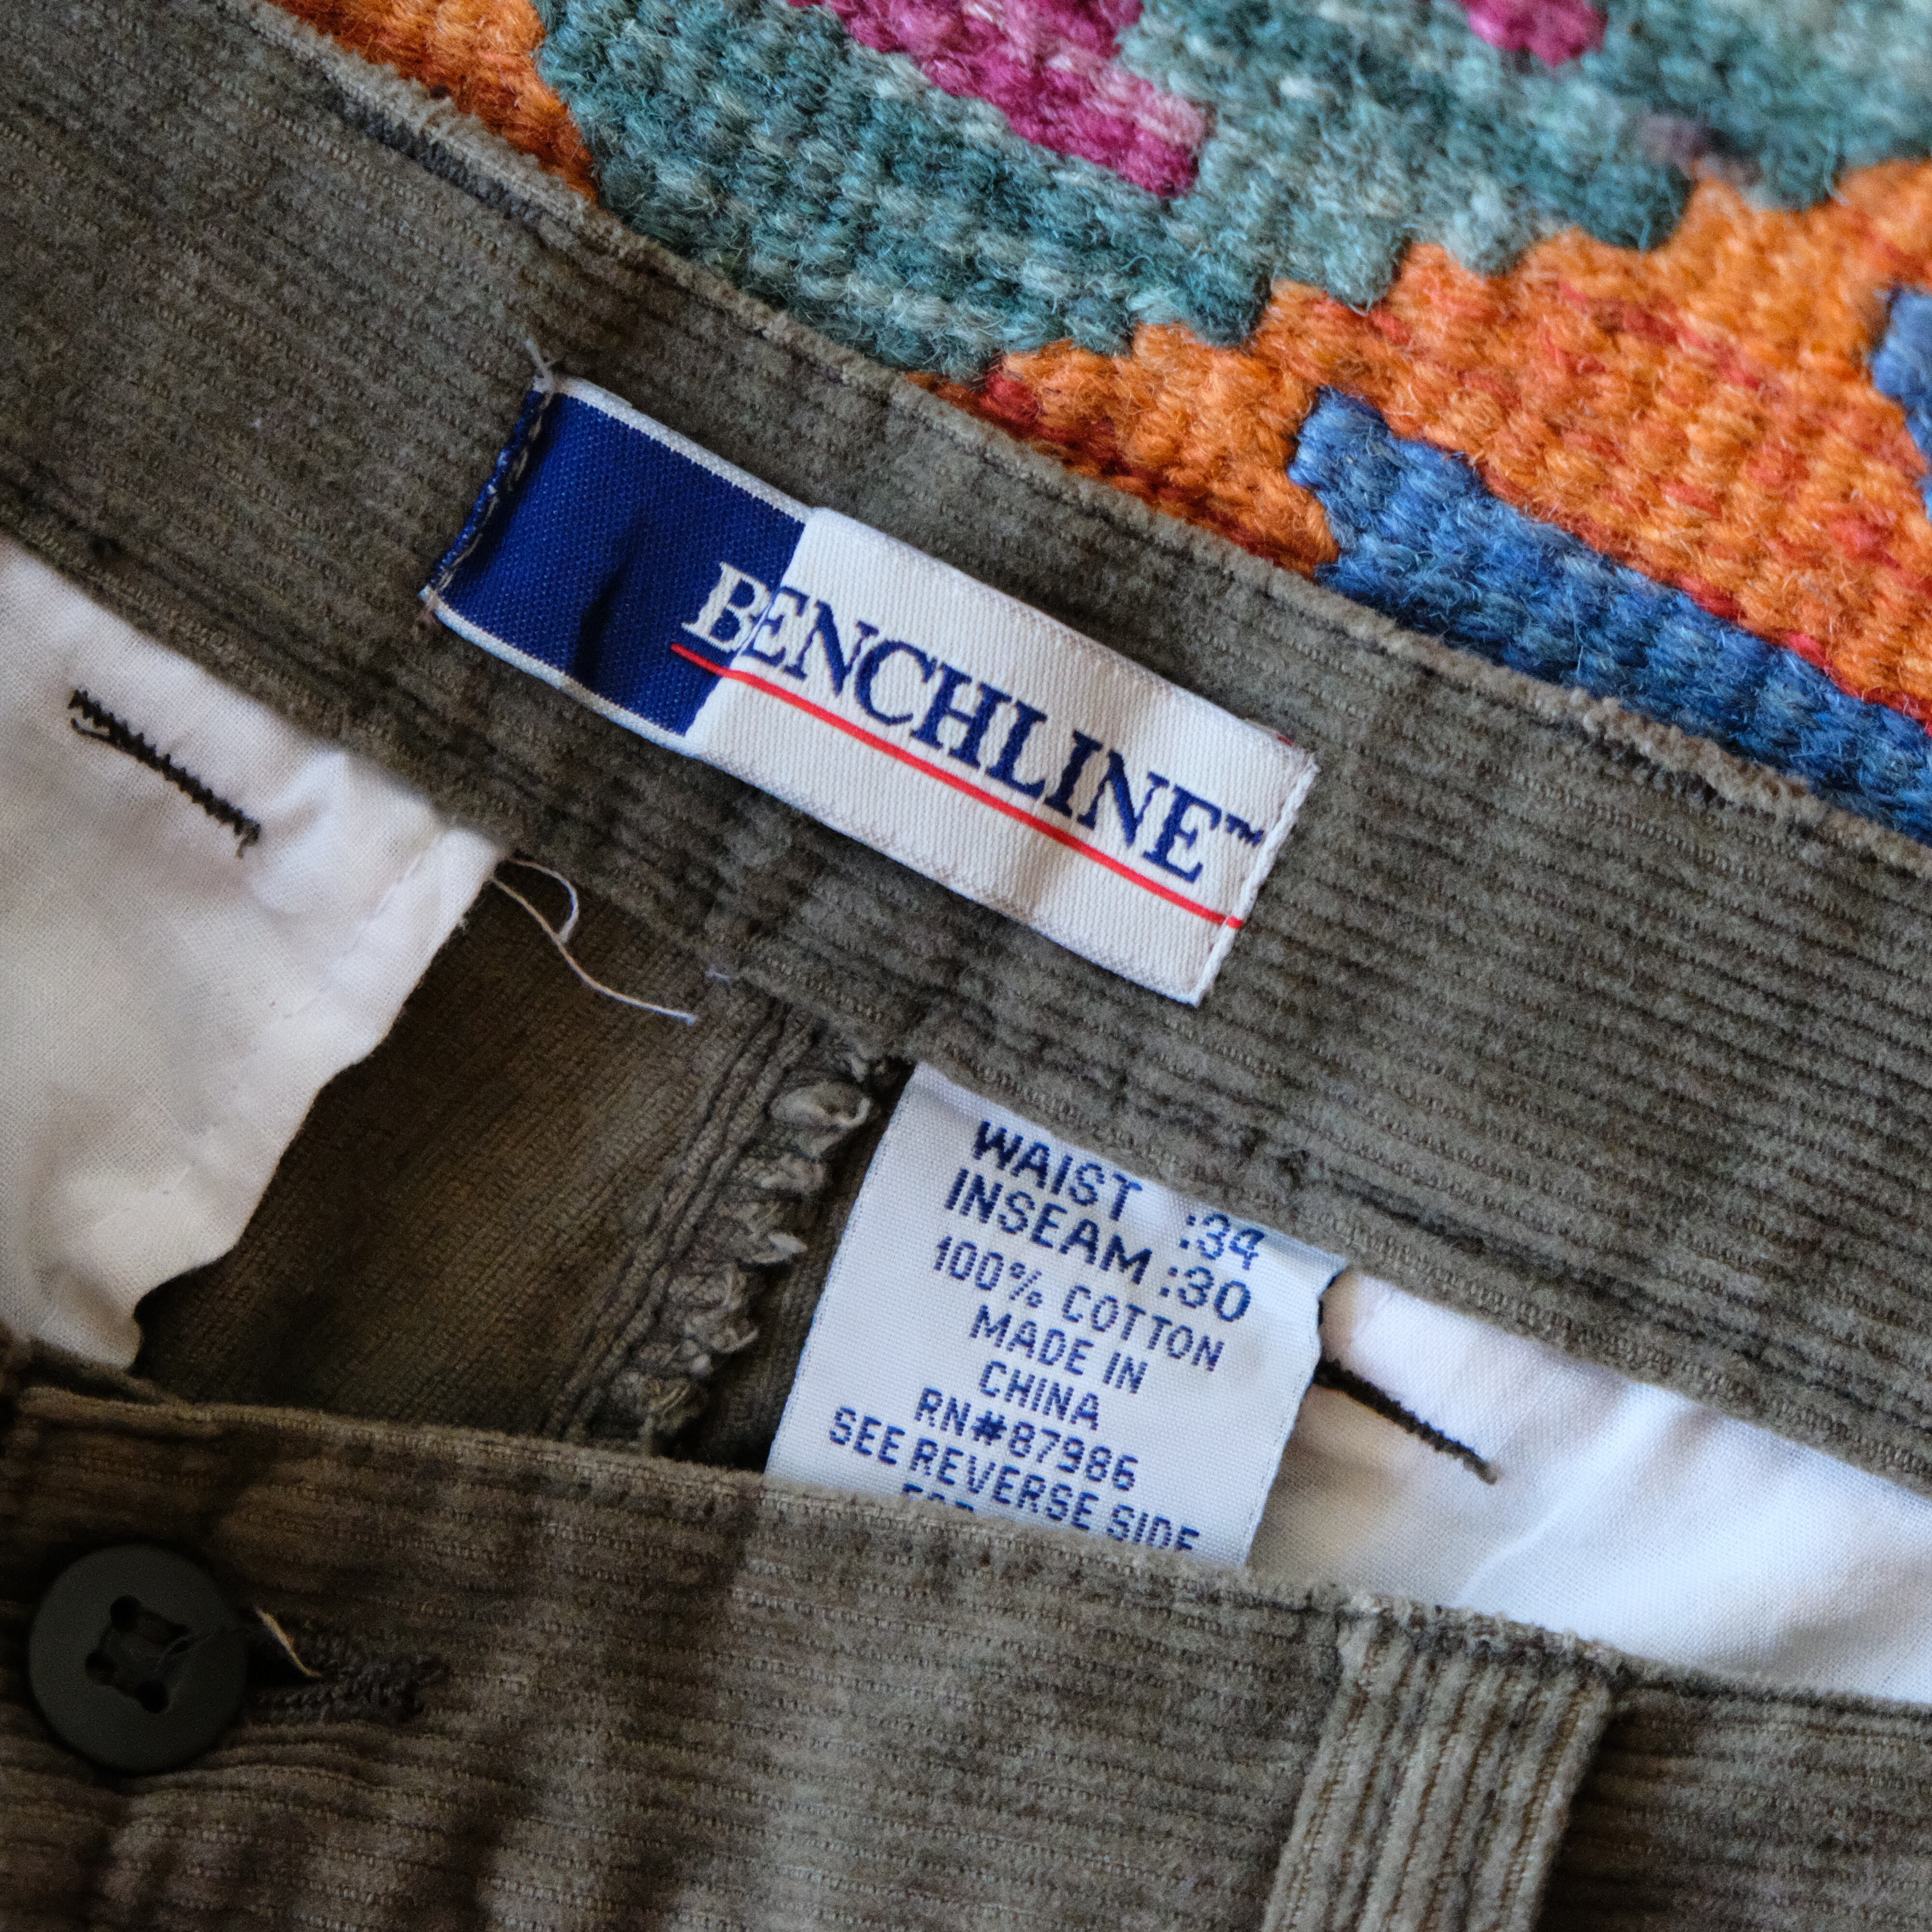 BENCHLINE™
WAIST :34
INSEAM :30
100% COTTON
MADE IN
CHINA
RN#87986
SEE REVERSE SIDE